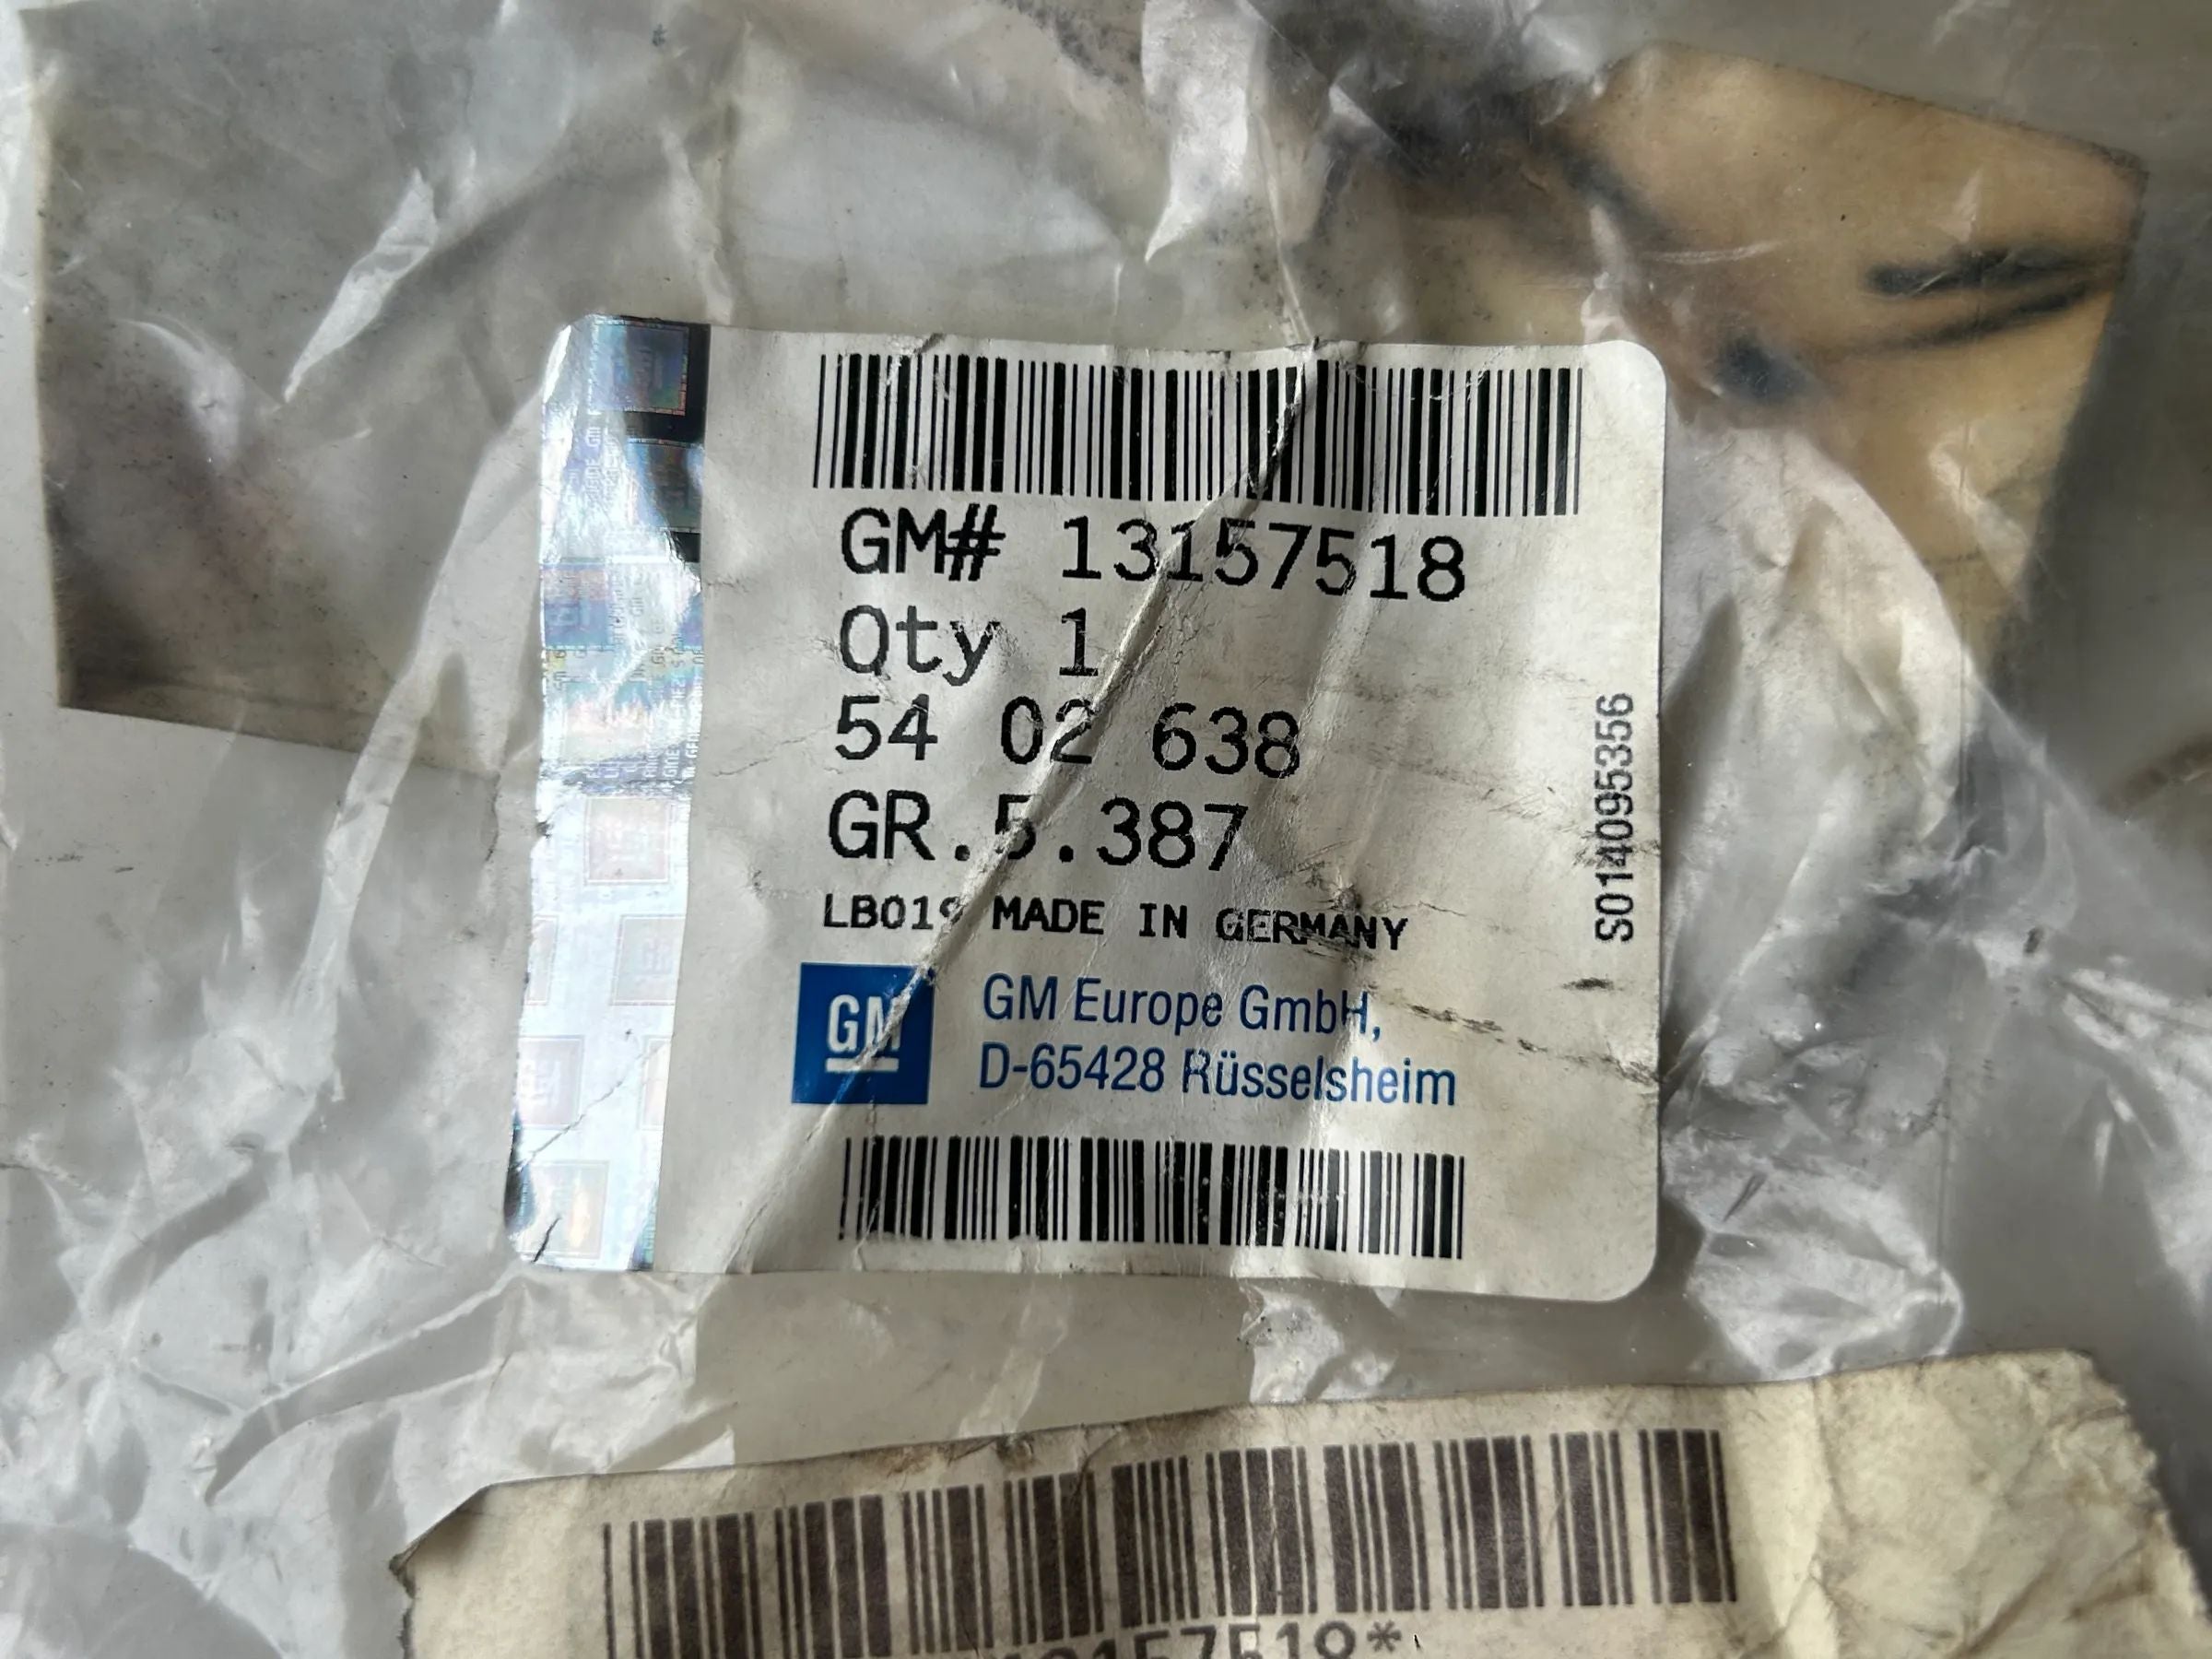 GM# 13157518
Qty 1
54 02 638
GR.5.387
LB019 MADE IN GERMANY
S014095356
GM
GM Europe GmbH,
D-65428 Rüsselsheim
13157518*